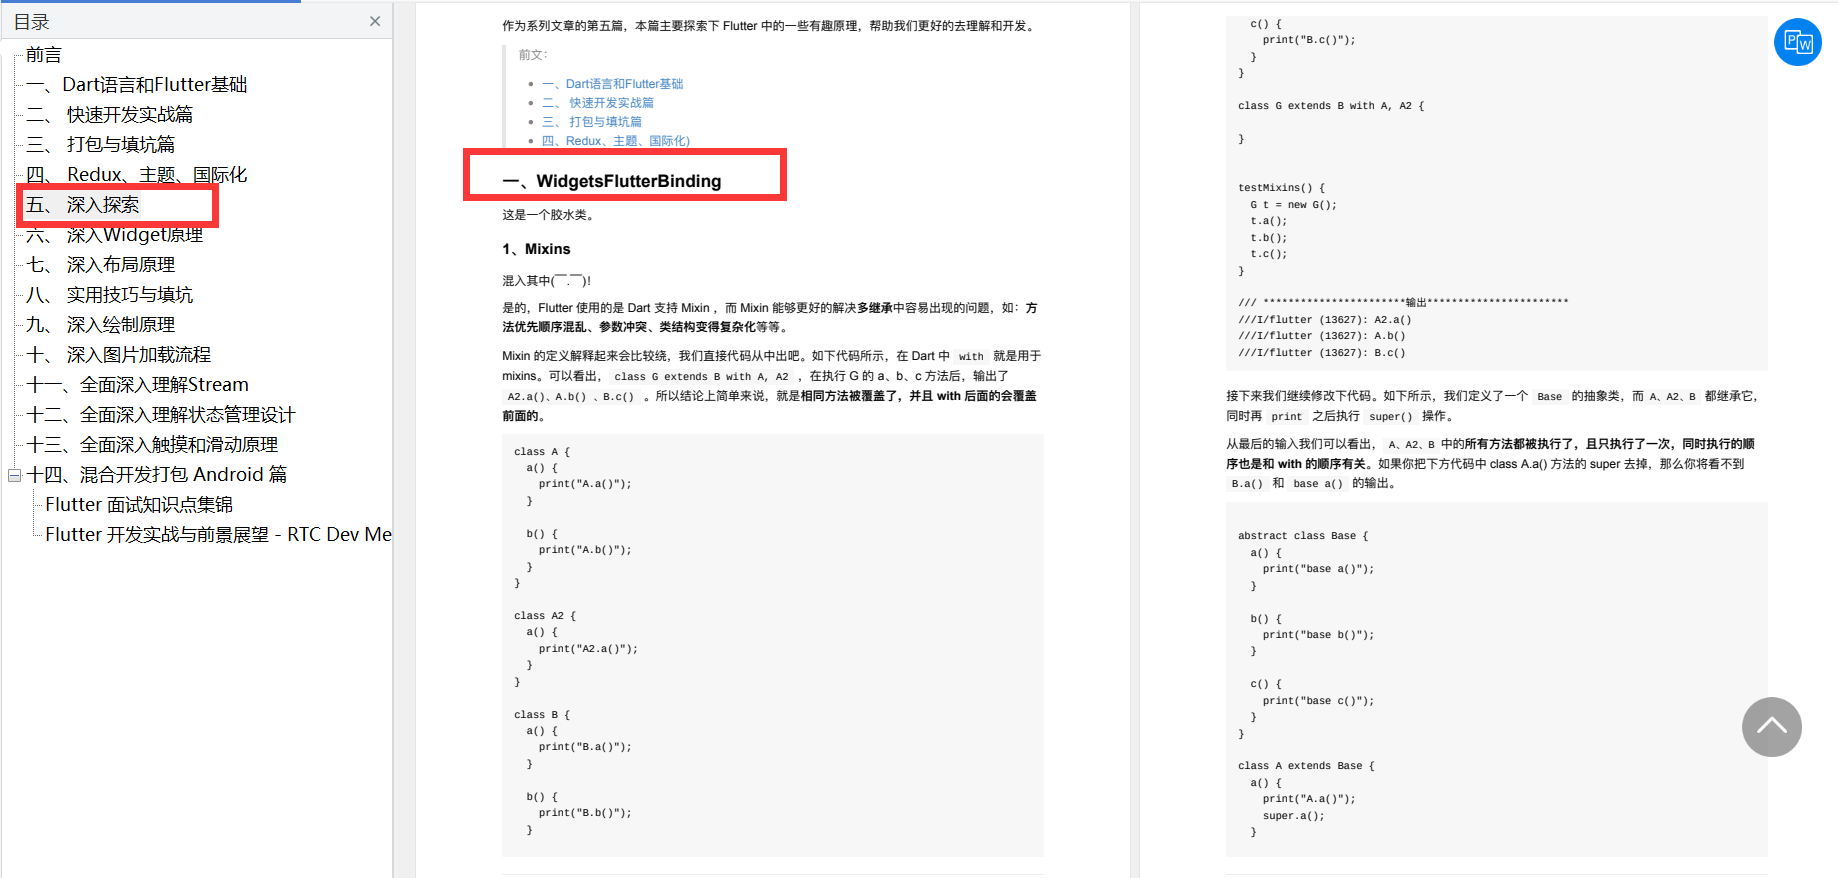 目录
前言
一、Dart语言和Flutter基础
二、 快速开发实战篇
三、 打包与填坑篇
四、 Redux、主题、国际化
五、 深入探索
六、 深入Widget原理
七、 深入布局原理
八、 实用技巧与填坑
九、 深入绘制原理
十、 深入图片加载流程
十一、全面深入理解Stream
十二、全面深入理解状态管理设计
十三、全面深入触摸和滑动原理
十四、混合开发打包 Android 篇
Flutter 面试知识点集锦
Flutter 开发实战与前景展望 - RTC Dev Me
作为系列文章的第五篇，本篇主要探索下 Flutter 中的一些有趣原理，帮助我们更好的去理解和开发。
前文：
一、Dart语言和Flutter基础
二、 快速开发实战篇
三、 打包与填坑篇
四、Redux、主题、国际化)
一、WidgetsFlutterBinding
这是一个胶水类。
1、Mixins
混入其中(￣.￣)!
是的，Flutter 使用的是 Dart 支持 Mixin ，而 Mixin 能够更好的解决多继承中容易出现的问题，如：方
法优先顺序混乱、参数冲突、类结构变得复杂化等等。
Mixin 的定义解释起来会比较绕，我们直接代码从中出吧。如下代码所示，在 Dart 中 with 就是用于
mixins。可以看出， class G extends B with A, A2 ，在执行 G 的 a、b、c 方法后，输出了
A2.a()、A.b() 、B.c() 。所以结论上简单来说，就是相同方法被覆盖了，并且 with 后面的会覆盖
前面的。
class A {
a() {
print("A.a()");
}
b() {
print("A.b()");
}
}
class A2 {
a() {
print("A2.a()");
}
}
class B {
a() {
print("B.a()");
}
b() {
print("B.b()");
}
c() {
print("B.c()");
}
}
class G extends B with A, A2 {
}
testMixins() {
G t = new G();
t.a();
t.b();
t.c();
}
/// ***********************输出***********************
///I/flutter (13627): A2.a()
///I/flutter (13627): A.b()
///I/flutter (13627): B.c()
接下来我们继续修改下代码。如下所示，我们定义了一个 Base 的抽象类，而 A、A2、B 都继承它，
同时再 print 之后执行 super() 操作。
从最后的输入我们可以看出， A、A2、B 中的所有方法都被执行了，且只执行了一次，同时执行的顺
序也是和 with 的顺序有关。如果你把下方代码中 class A.a() 方法的 super 去掉，那么你将看不到
B.a() 和 base a() 的输出。
abstract class Base {
a() {
print("base a()");
}
b() {
print("base b()");
}
c() {
print("base c()");
}
}
class A extends Base {
a() {
print("A.a()");
super.a();
}
P
W